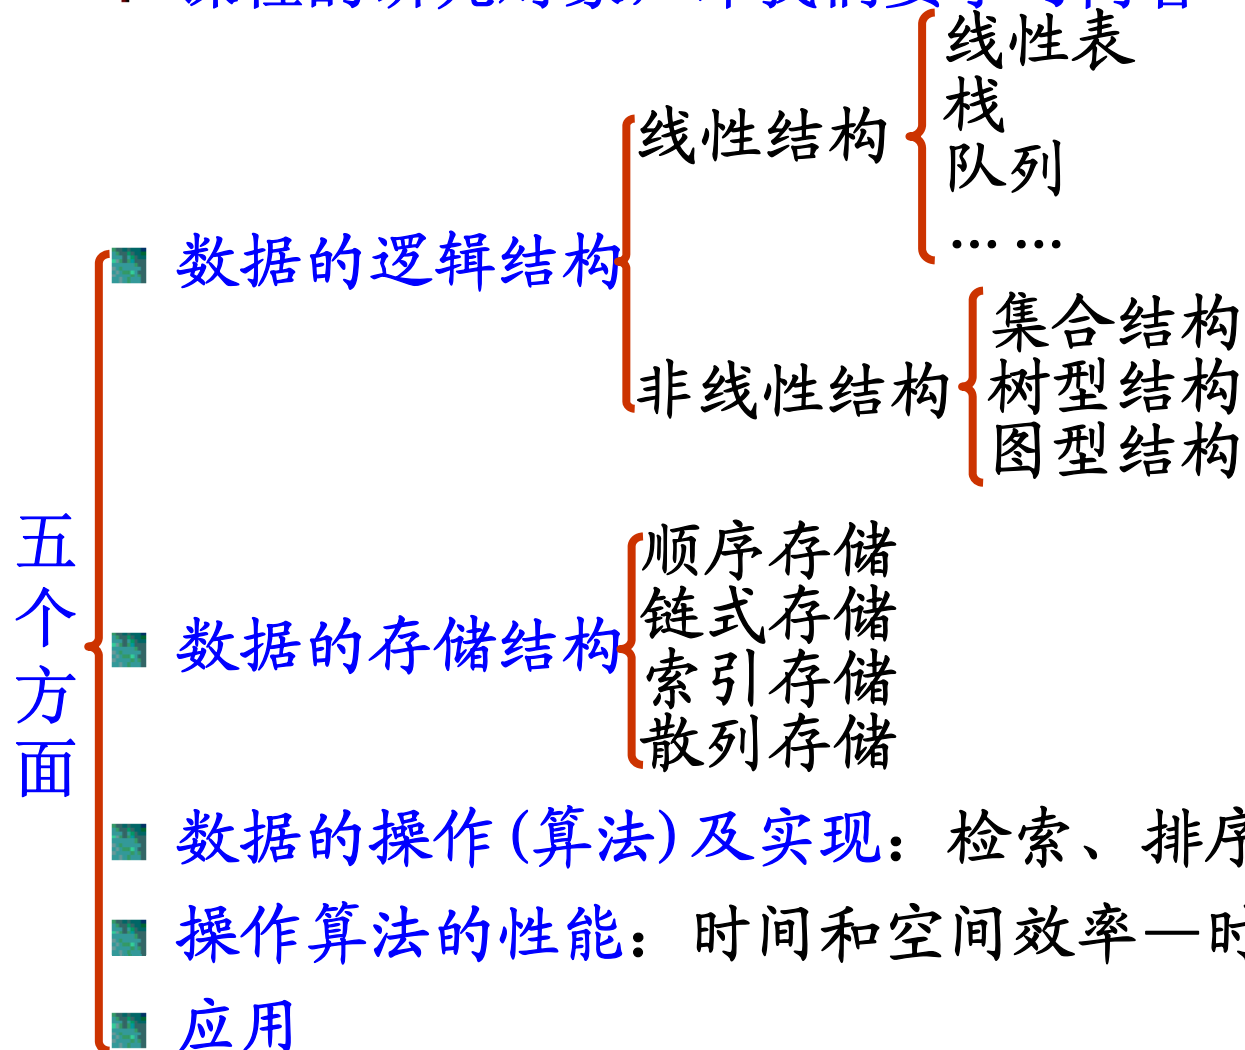 线性表
栈
队列
… …
线性结构
数据的逻辑结构
集合结构
树型结构
图型结构
非线性结构
五个方面
顺序存储
链式存储
索引存储
散列存储
数据的存储结构
数据的操作(算法)及实现：检索、排序
操作算法的性能：时间和空间效率—时
应用